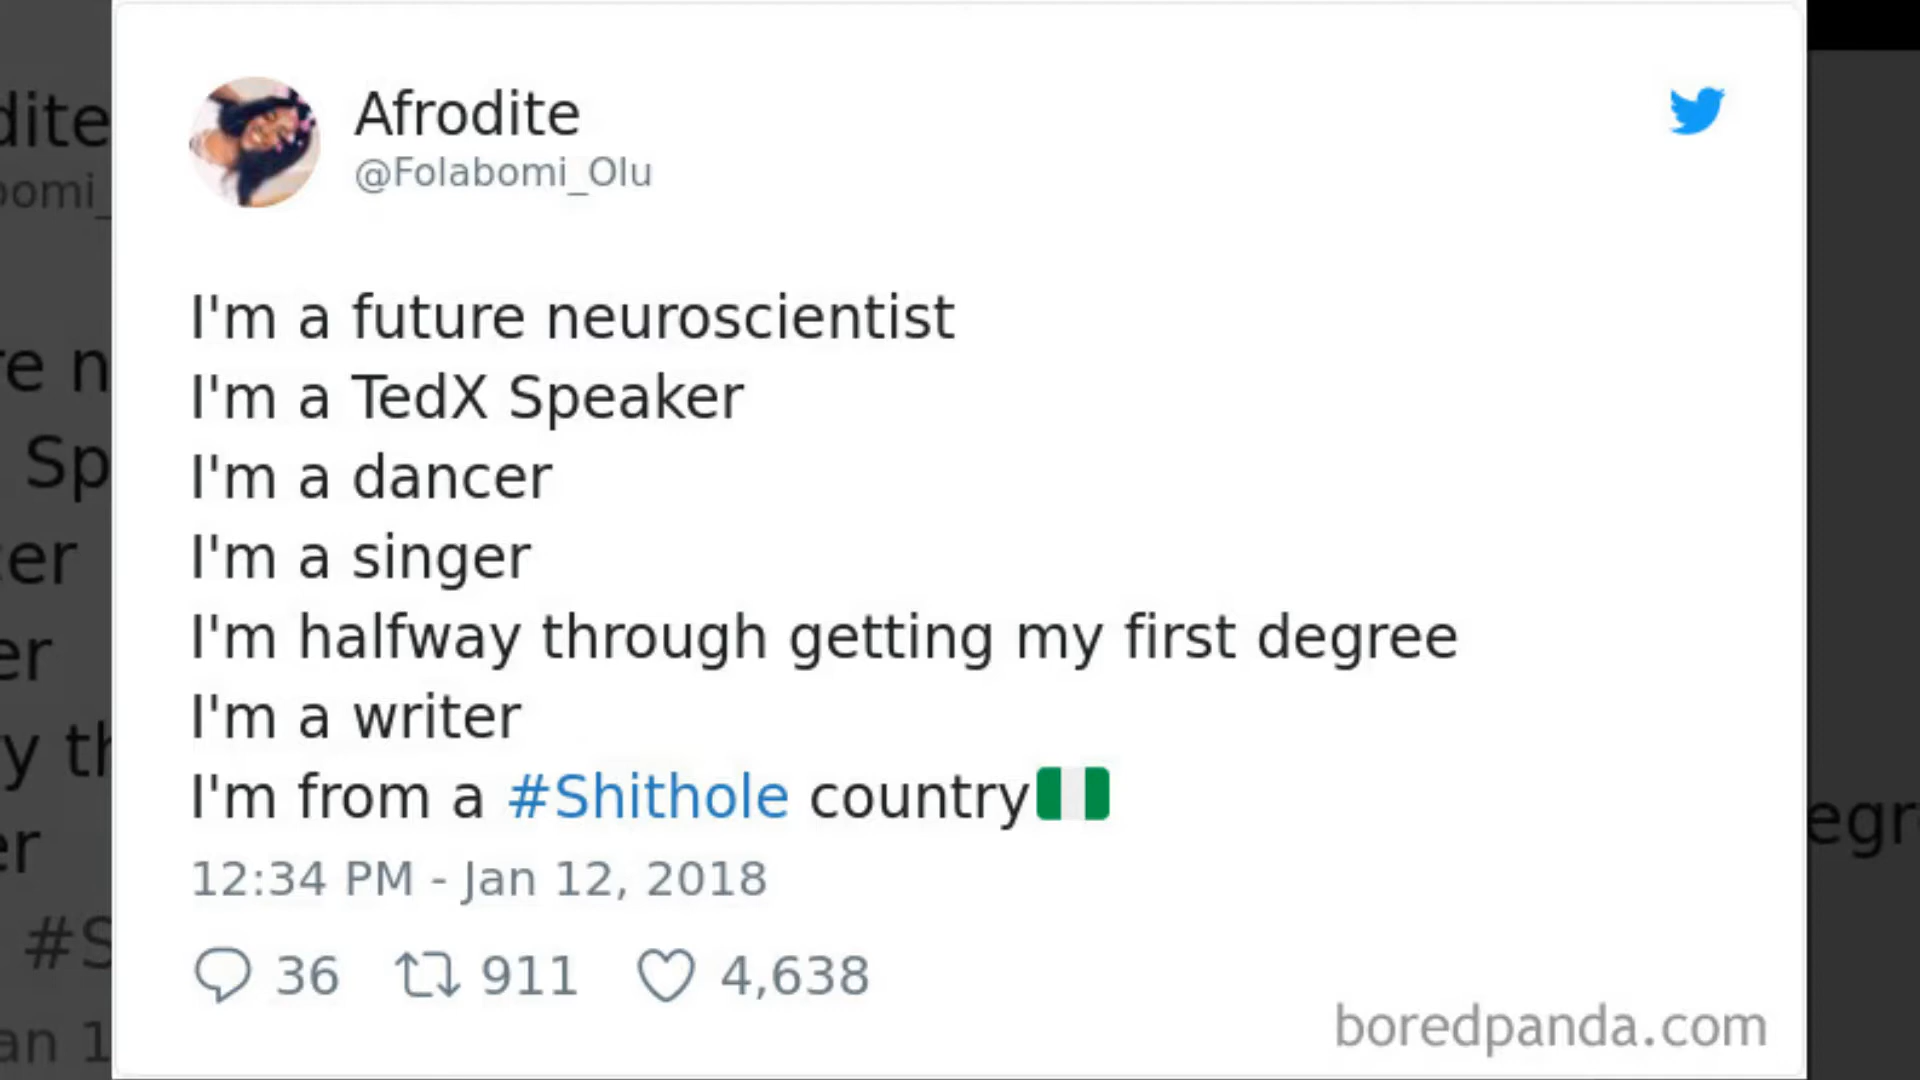 Afrodite
@Folabomi_Olu
I'm a future neuroscientist
I'm a TedX Speaker
I'm a dancer
I'm a singer
I'm halfway through getting my first degree
I'm a writer
I'm from a #Shithole country🇳🇬
12:34 PM - Jan 12, 2018
36 911 4,638
boredpanda.com